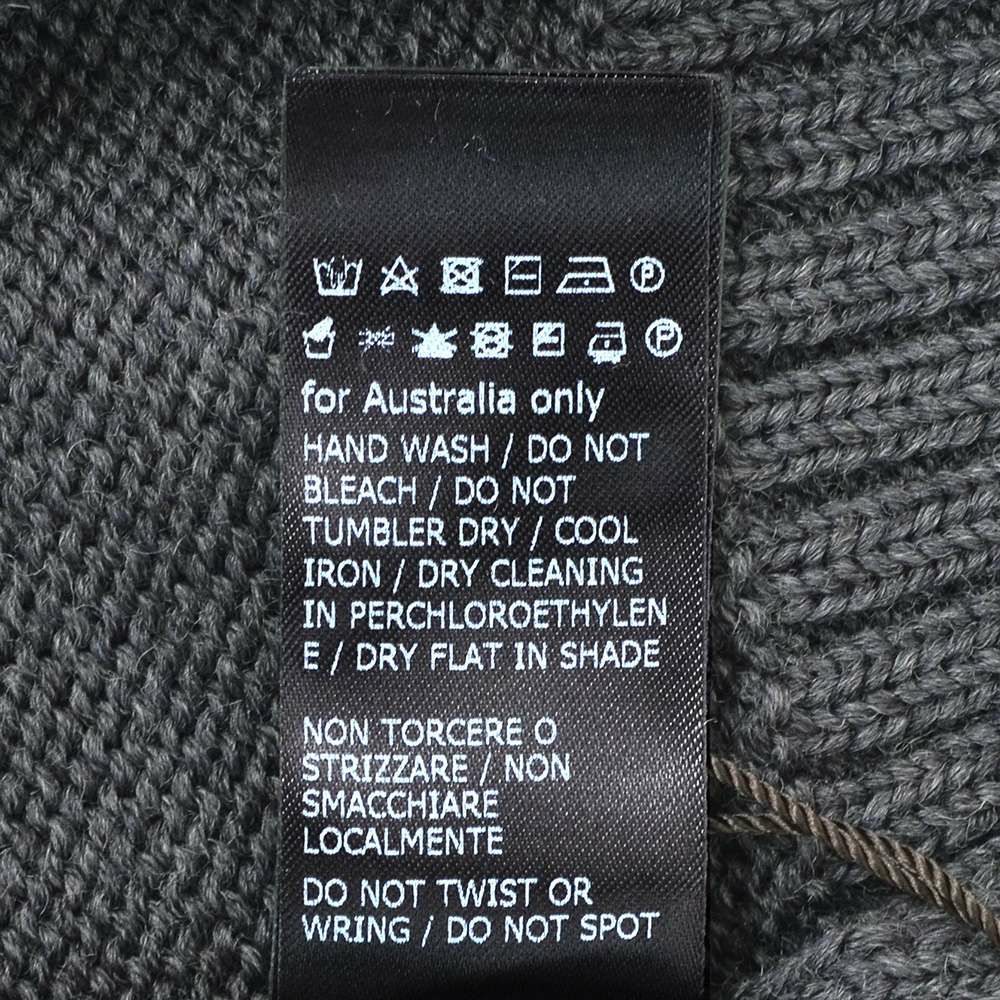 P
P
for Australia only
HAND WASH / DO NOT
BLEACH / DO NOT
TUMBLER DRY / COOL
IRON / DRY CLEANING
IN PERCHLOROETHYLEN
E / DRY FLAT IN SHADE
NON TORCERE O
STRIZZARE / NON
SMACCHIARE
LOCALMENTE
DO NOT TWIST OR
WRING / DO NOT SPOT